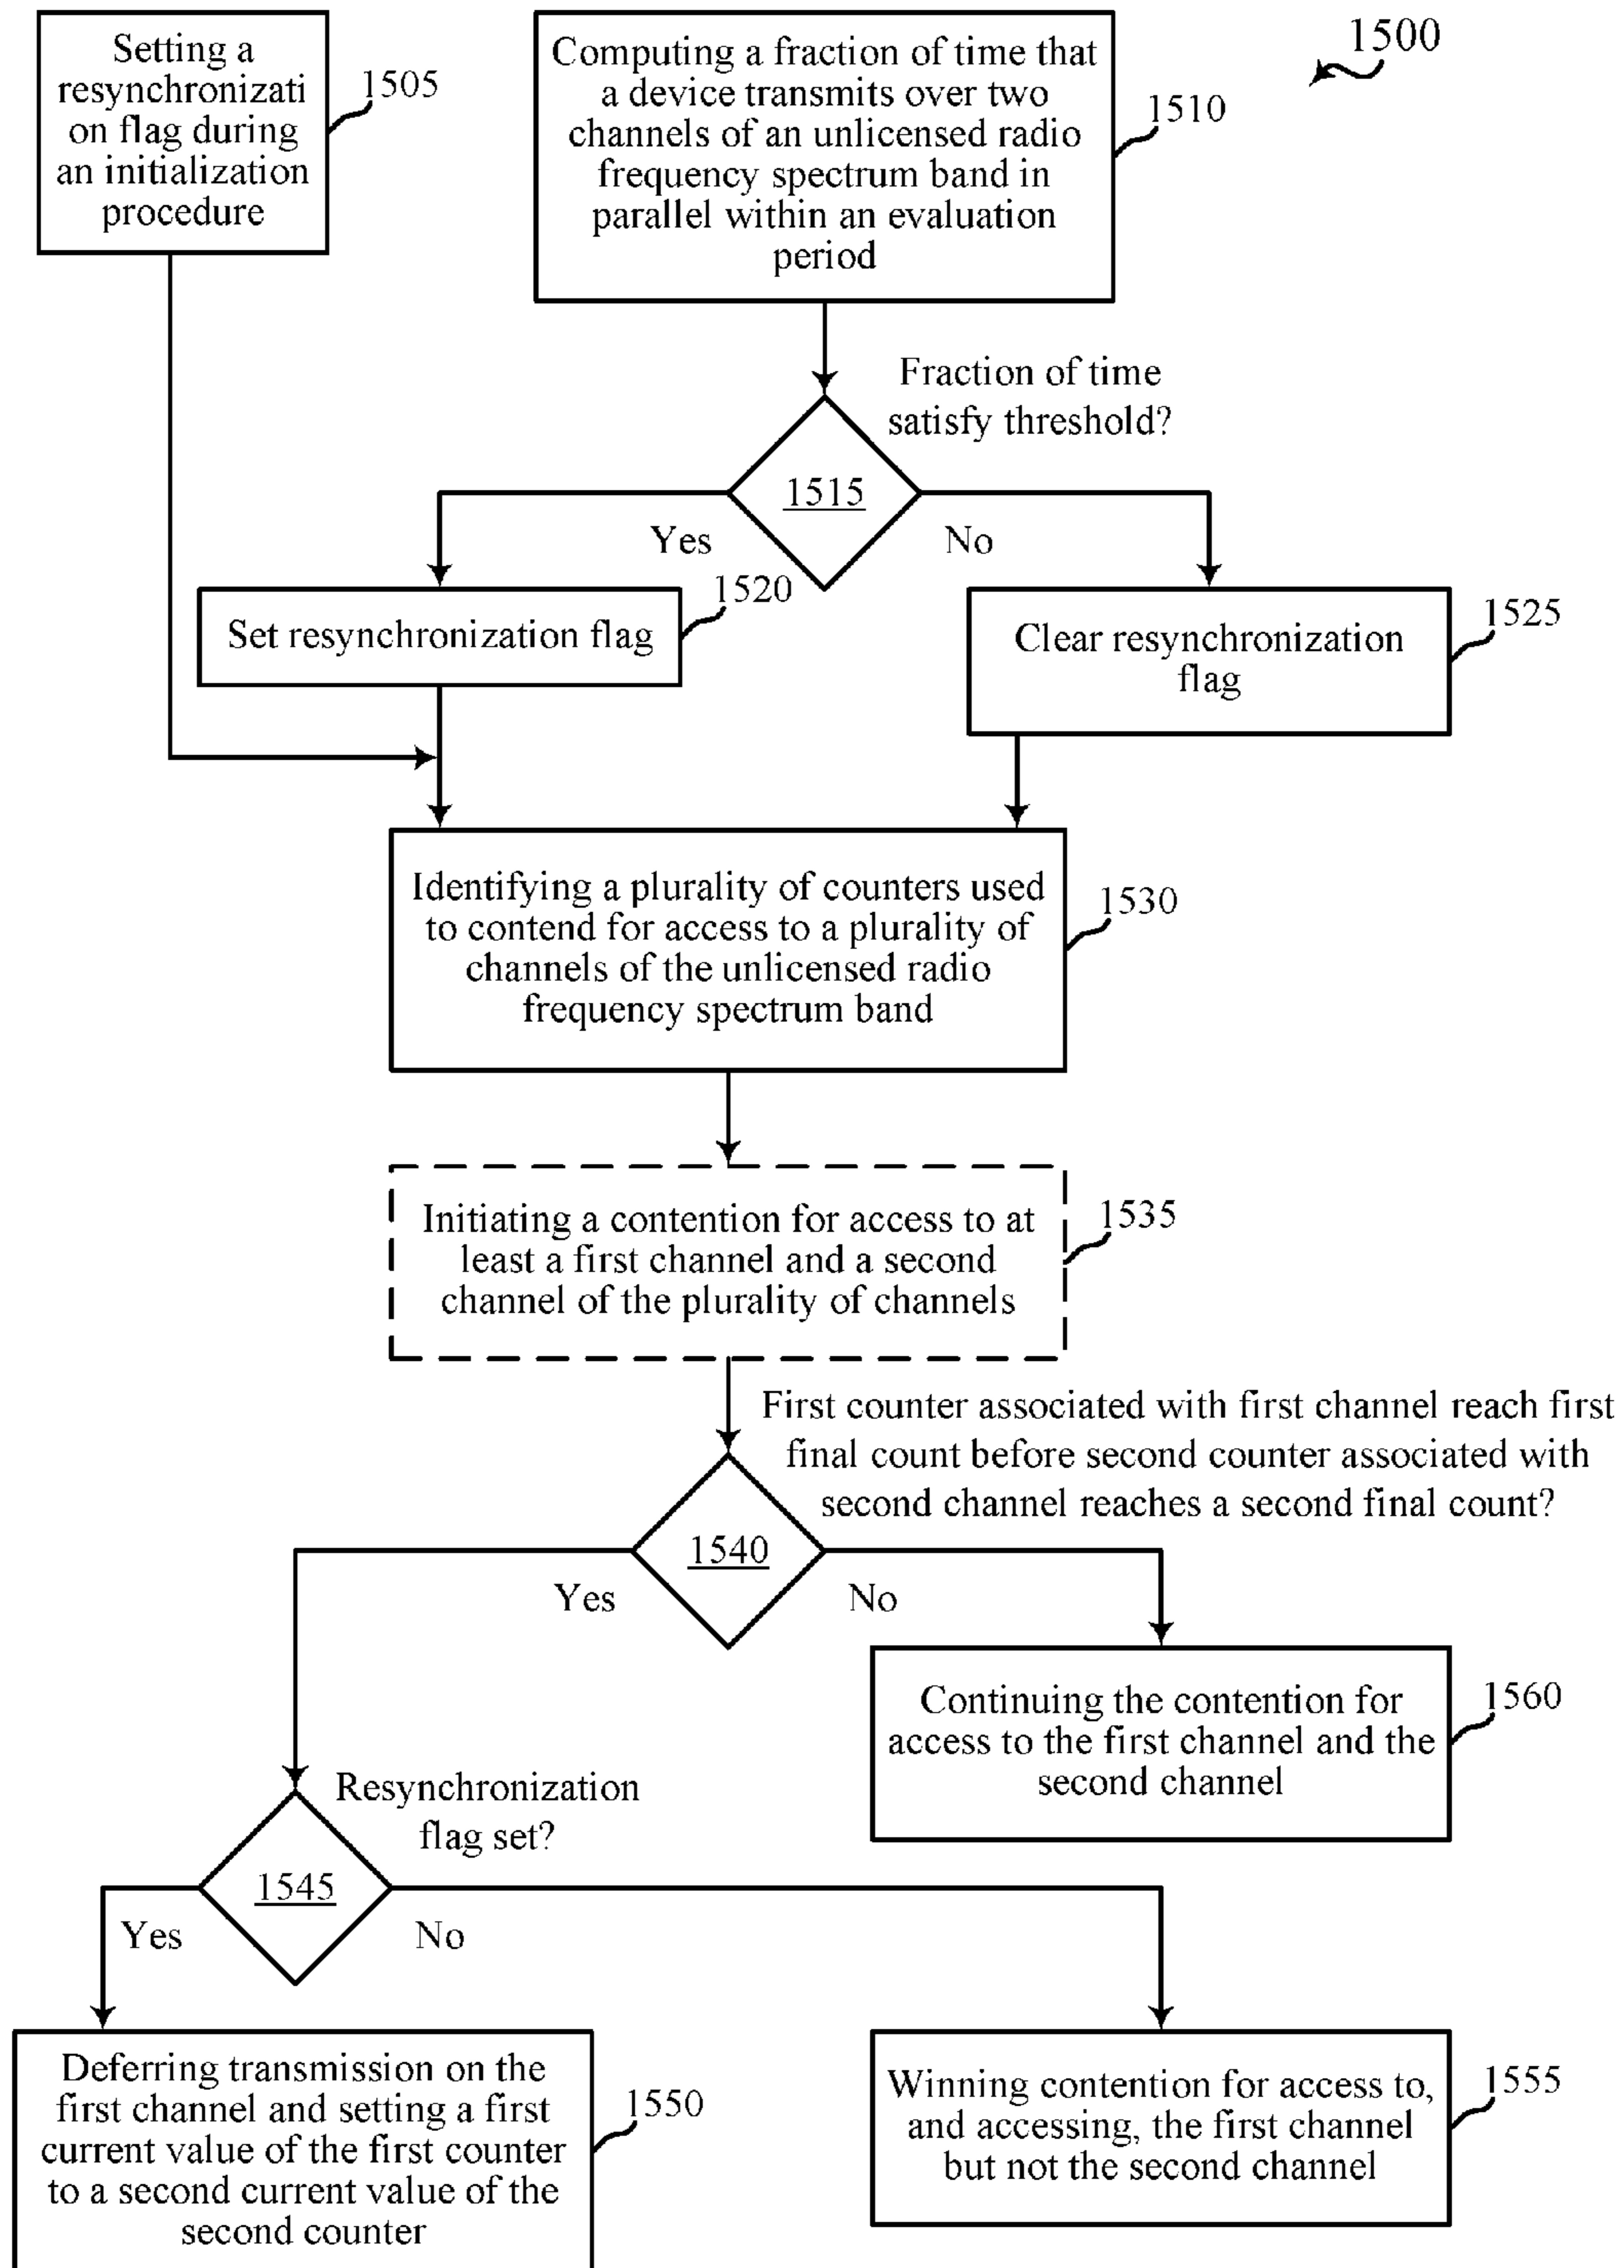 1500
Setting a
resynchronizati
on flag during
an initialization
procedure
1505
Computing a fraction of time that
a device transmits over two
channels of an unlicensed radio
frequency spectrum band in
parallel within an evaluation
period
1510
Fraction of time
satisfy threshold?
1515
Yes
No
Set resynchronization flag
1520
Clear resynchronization
flag
1525
Identifying a plurality of counters used
to contend for access to a plurality of
channels of the unlicensed radio
frequency spectrum band
1530
Initiating a contention for access to at
least a first channel and a second
channel of the plurality of channels
1535
First counter associated with first channel reach first
final count before second counter associated with
second channel reaches a second final count?
1540
Yes
No
Continuing the contention for
access to the first channel and the
second channel
1560
Resynchronization
flag set?
1545
Yes
No
Deferring transmission on the
first channel and setting a first
current value of the first counter
to a second current value of the
second counter
1550
Winning contention for access to,
and accessing, the first channel
but not the second channel
1555